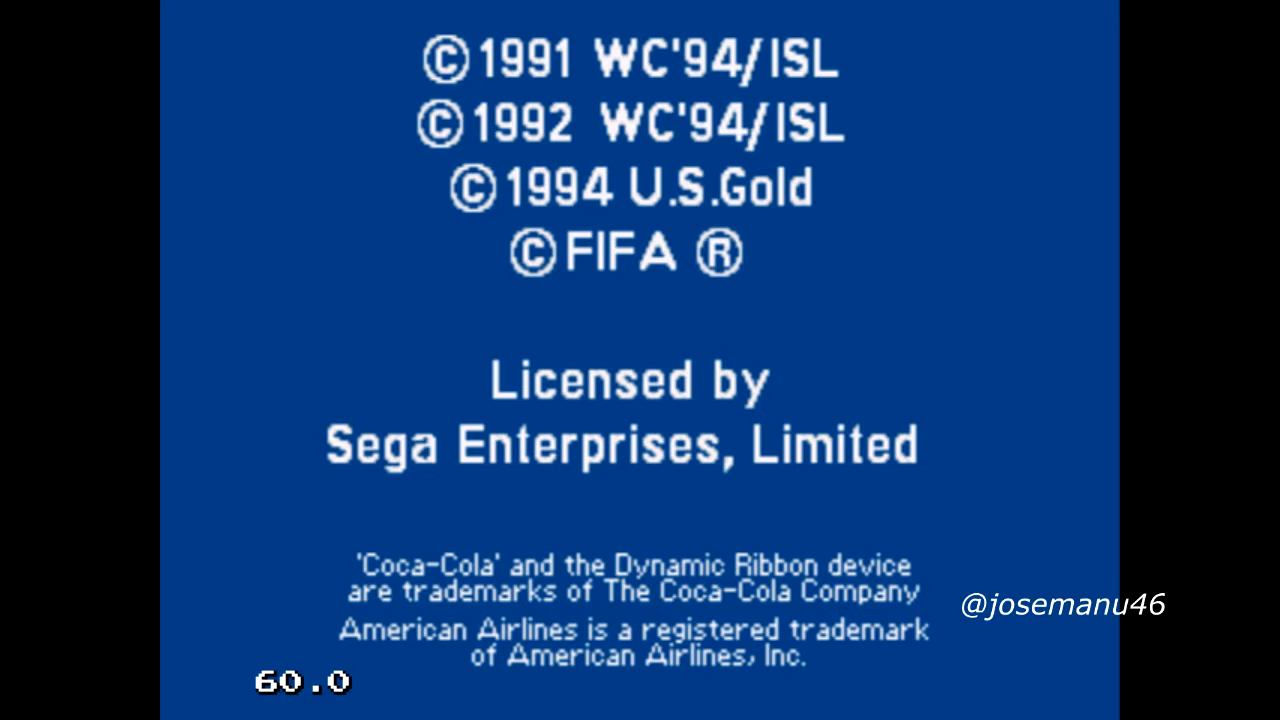 ©1991 WC'94/ISL
©1992 WC'94/ISL
©1994 U.S.Gold
©FIFA ®
Licensed by
Sega Enterprises, Limited
'Coca-Cola' and the Dynamic Ribbon device
are trademarks of The Coca-Cola Company
@josemanu46
American Airlines is a registered trademark
of American Airlines, Inc.
60.0